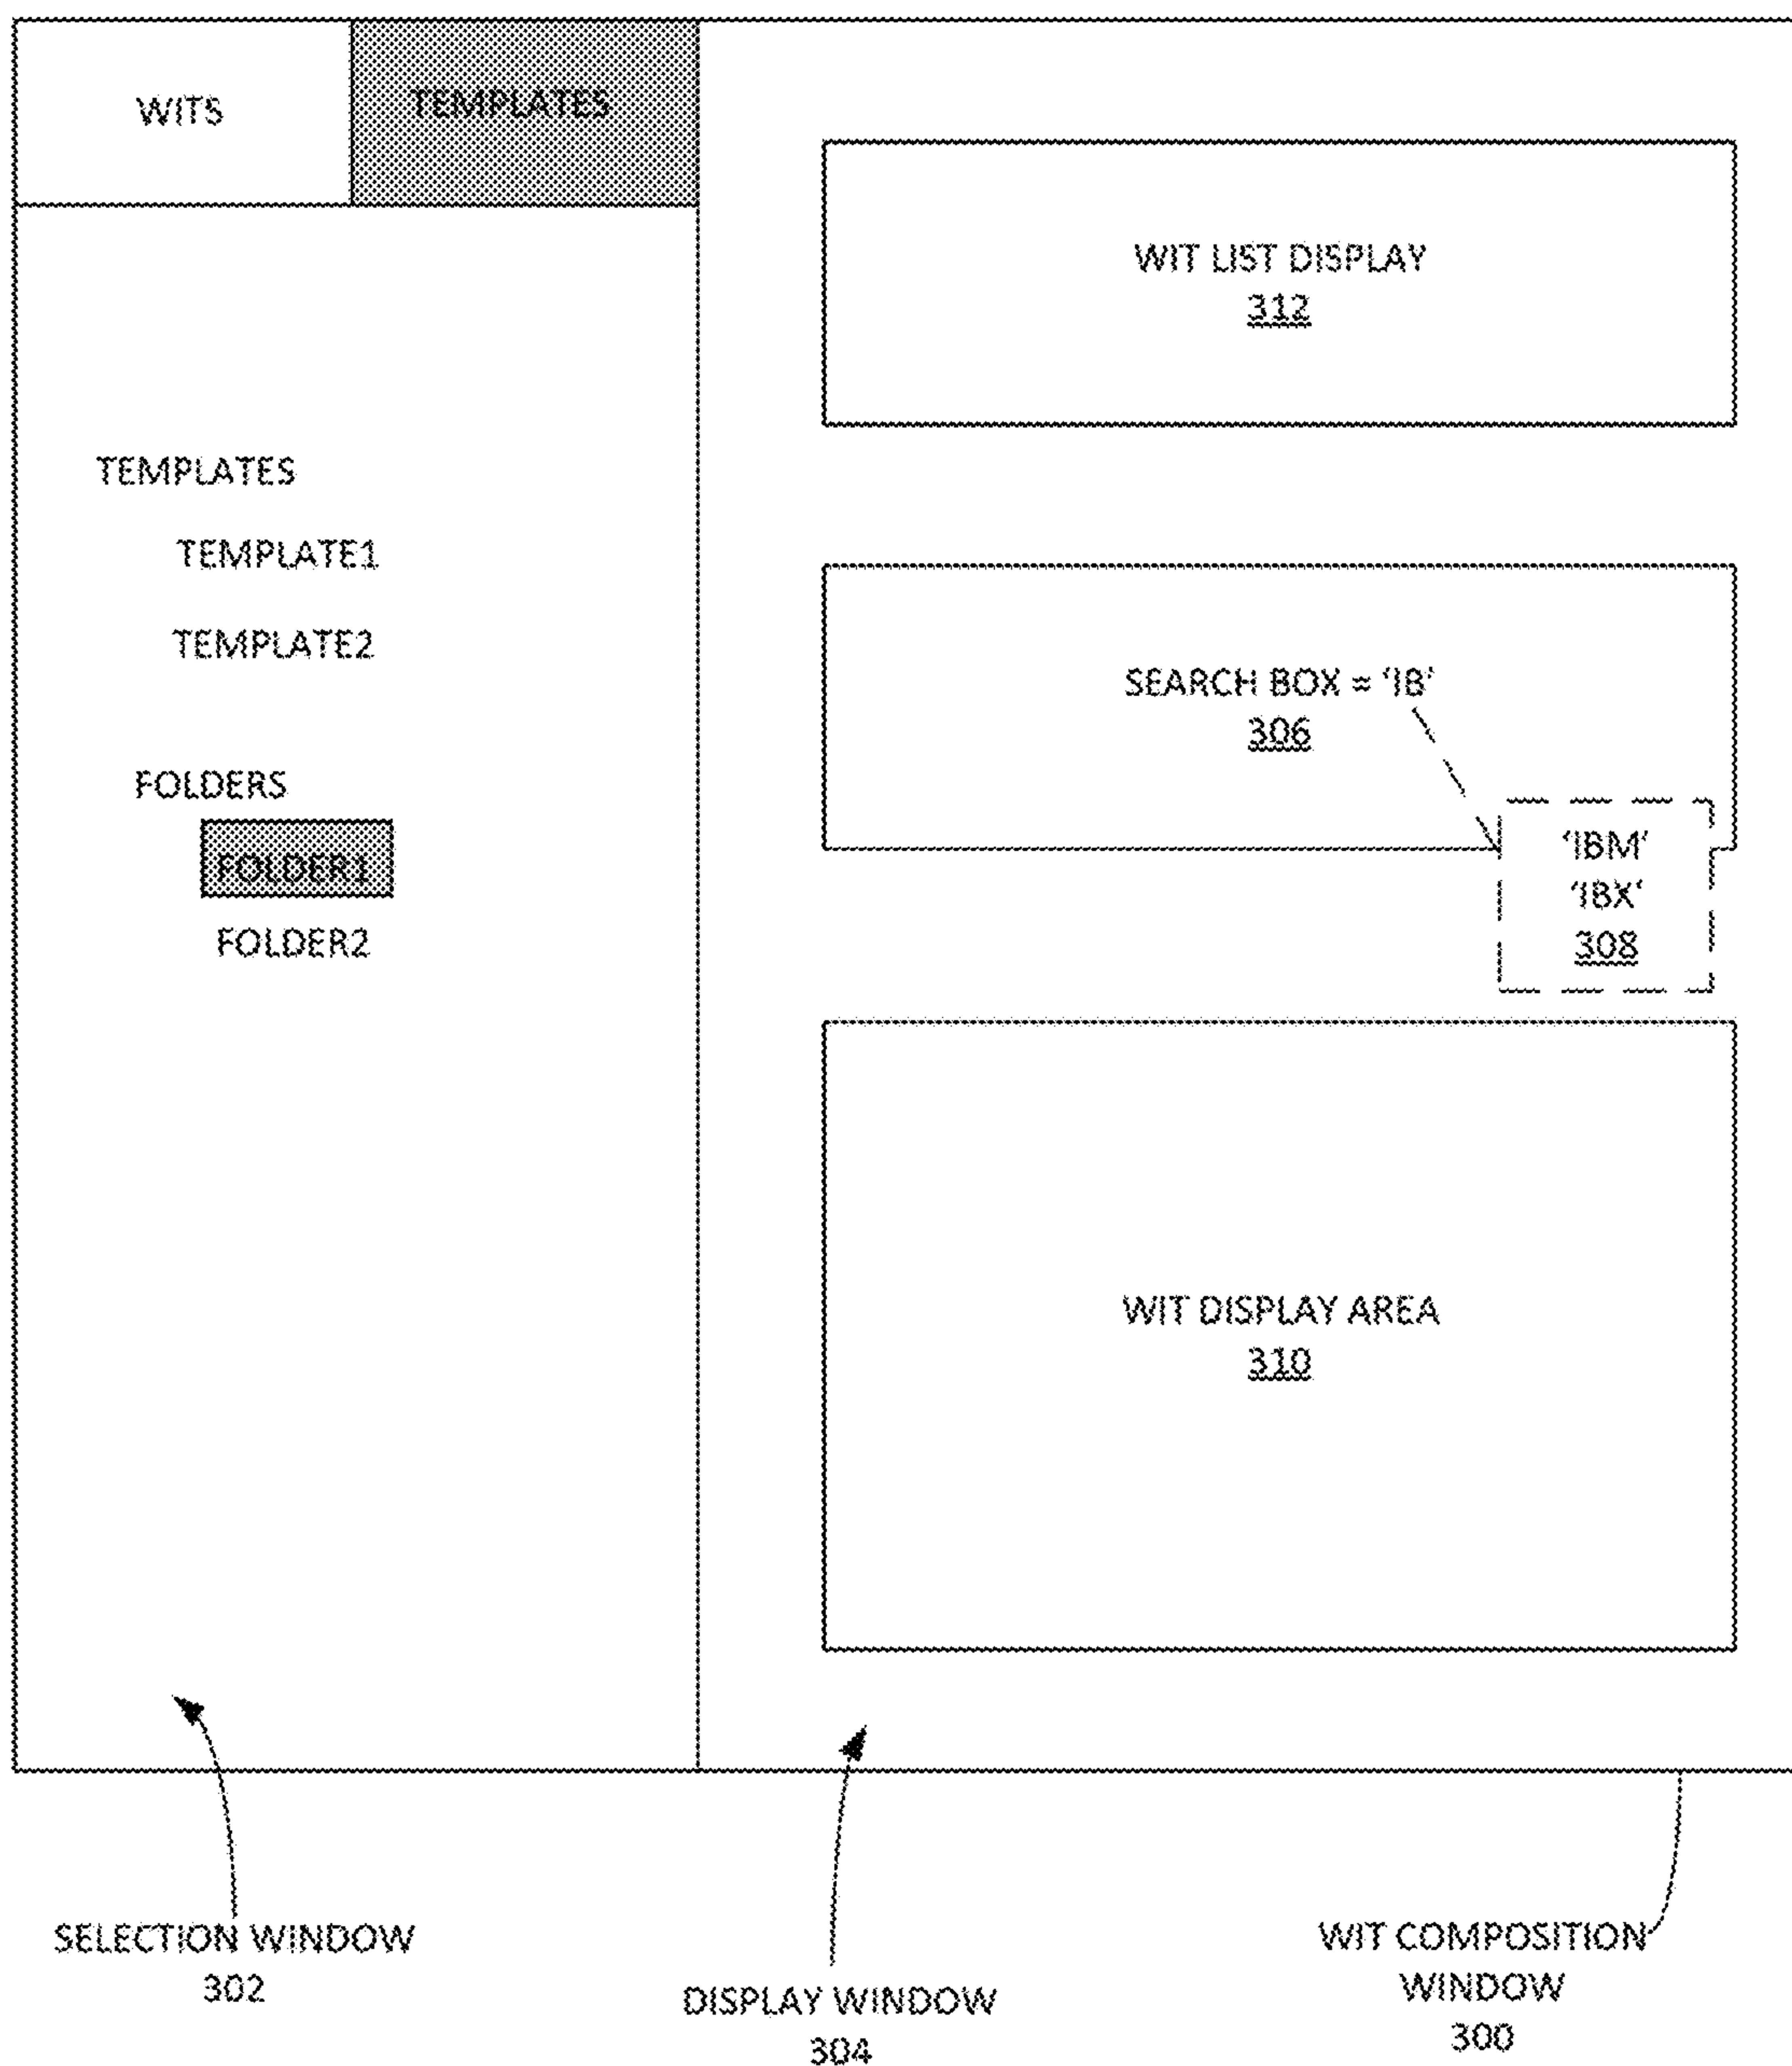 WITS
TEMPLATES
TEMPLATES
TEMPLATE1
TEMPLATE2
FOLDERS
FOLDER1
FOLDER2
WIT LIST DISPLAY
312
SEARCH BOX = 'IB'
306
'IBM'
'IBX'
308
WIT DISPLAY AREA
310
SELECTION WINDOW
302
DISPLAY WINDOW
304
WIT COMPOSITION
WINDOW
300